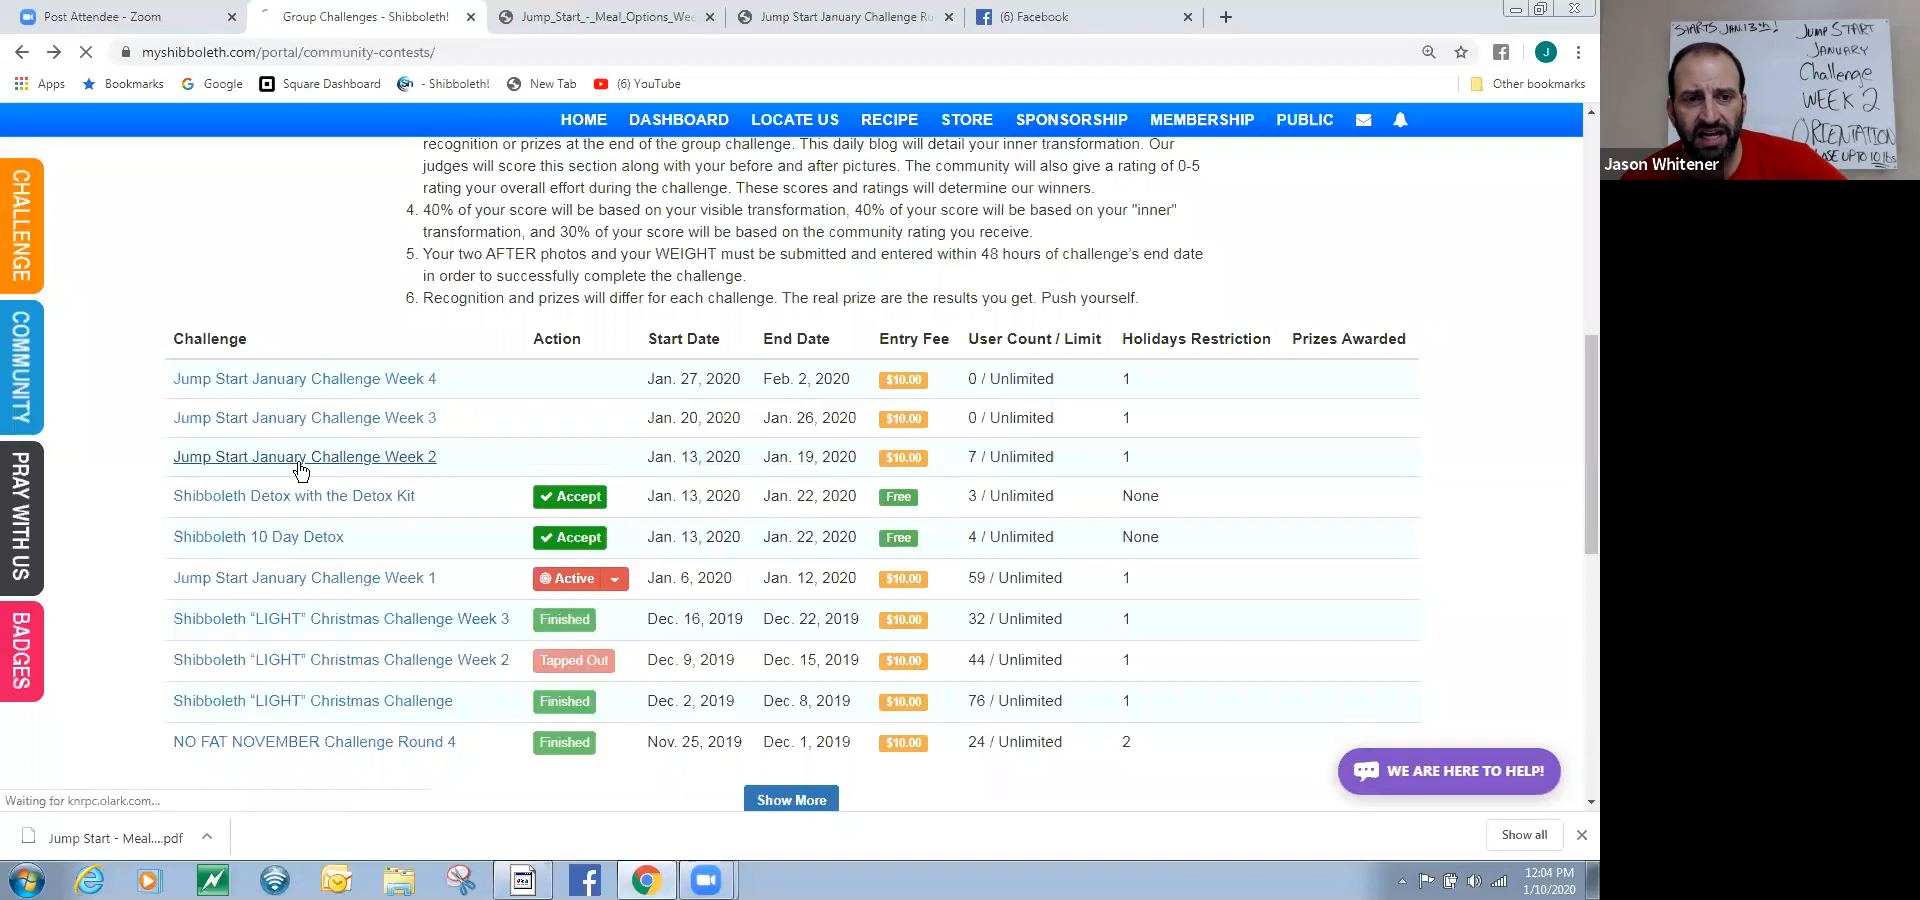 Post Attendee - Zoom
Group Challenges - Shibboleth!
Jump_Start_-_Meal_Options_Wee
Jump Start January Challenge Ru
(6) Facebook
myshibboleth.com/portal/community-contests/
J
Apps
Bookmarks
Google
Square Dashboard
- Shibboleth!
New Tab
(6) YouTube
Other bookmarks
HOME DASHBOARD LOCATE US RECIPE STORE SPONSORSHIP MEMBERSHIP PUBLIC
recognition or prizes at the end of the group challenge. This daily blog will detail your inner transformation. Our
judges will score this section along with your before and after pictures. The community will also give a rating of 0-5
rating your overall effort during the challenge. These scores and ratings will determine our winners.
4. 40% of your score will be based on your visible transformation, 40% of your score will be based on your "inner"
transformation, and 30% of your score will be based on the community rating you receive.
5. Your two AFTER photos and your WEIGHT must be submitted and entered within 48 hours of challenge's end date
in order to successfully complete the challenge.
6. Recognition and prizes will differ for each challenge. The real prize are the results you get. Push yourself.
Challenge Action Start Date End Date Entry Fee User Count / Limit Holidays Restriction Prizes Awarded
Jump Start January Challenge Week 4 Jan. 27, 2020 Feb. 2, 2020 $10.00 0 / Unlimited 1
Jump Start January Challenge Week 3 Jan. 20, 2020 Jan. 26, 2020 $10.00 0 / Unlimited 1
Jump Start January Challenge Week 2 Jan. 13, 2020 Jan. 19, 2020 $10.00 7 / Unlimited 1
Shibboleth Detox with the Detox Kit Accept Jan. 13, 2020 Jan. 22, 2020 Free 3 / Unlimited None
Shibboleth 10 Day Detox Accept Jan. 13, 2020 Jan. 22, 2020 Free 4 / Unlimited None
Jump Start January Challenge Week 1 Active Jan. 6, 2020 Jan. 12, 2020 $10.00 59 / Unlimited 1
Shibboleth "LIGHT" Christmas Challenge Week 3 Finished Dec. 16, 2019 Dec. 22, 2019 $10.00 32 / Unlimited 1
Shibboleth "LIGHT" Christmas Challenge Week 2 Tapped Out Dec. 9, 2019 Dec. 15, 2019 $10.00 44 / Unlimited 1
Shibboleth "LIGHT" Christmas Challenge Finished Dec. 2, 2019 Dec. 8, 2019 $10.00 76 / Unlimited 1
NO FAT NOVEMBER Challenge Round 4 Finished Nov. 25, 2019 Dec. 1, 2019 $10.00 24 / Unlimited 2
Show More
WE ARE HERE TO HELP!
CHALLENGE
COMMUNITY
PRAY WITH US
BADGES
Waiting for knrpc.olark.com...
Jump Start - Meal....pdf
Show all
12:04 PM
1/10/2020
STARTS JAN. 13TH!
JUMP START
JANUARY
Challenge
WEEK 2
ORIENTATION
UP TO 10 lbs
Jason Whitener